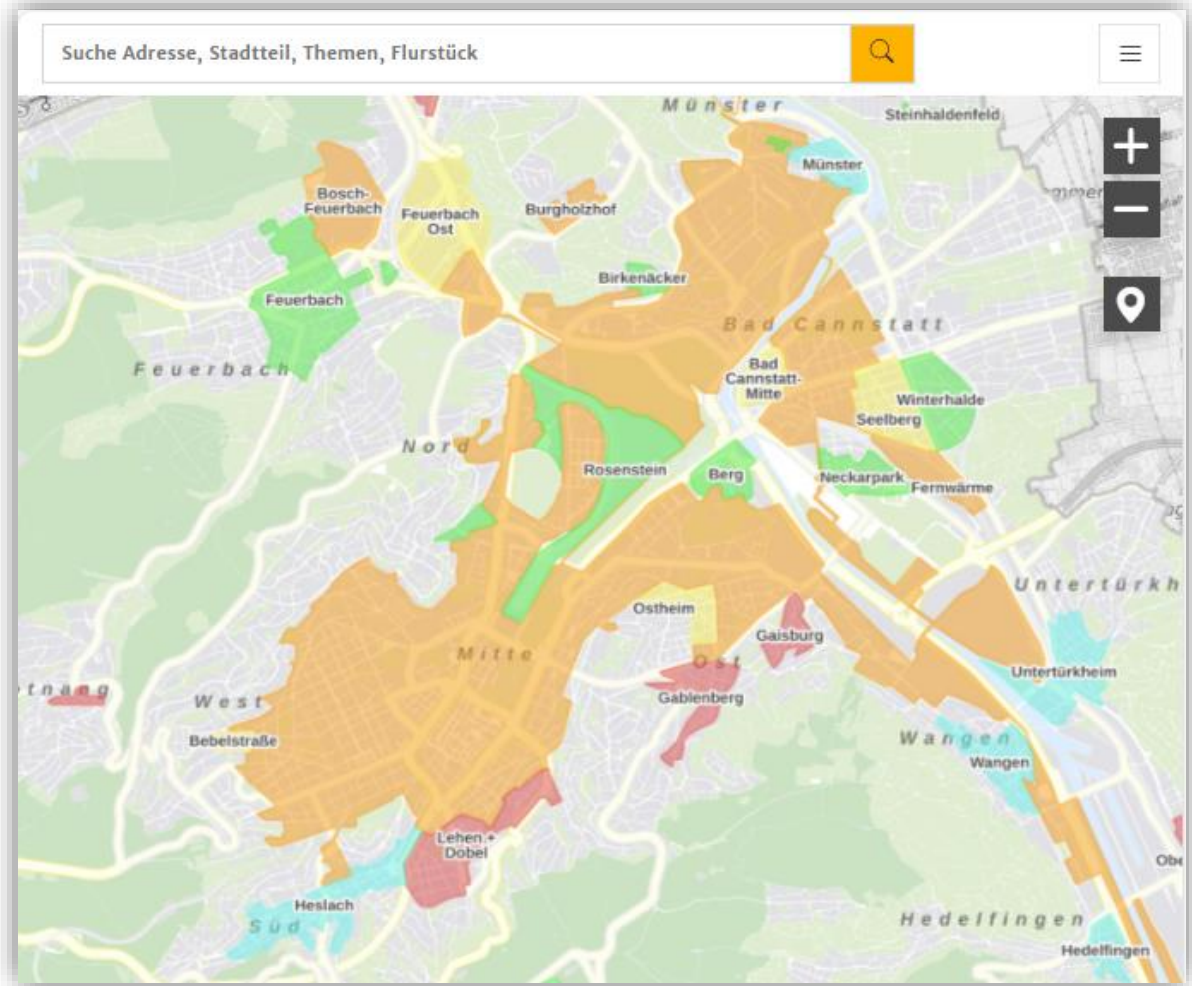 Suche Adresse, Stadtteil, Themen, Flurstück
Münster
Steinhaldenfeld
Münster
Bosch-
Feuerbach
Feuerbach
Ost
Burgholzhof
Birkenäcker
Feuerbach
Bad Cannstatt
Feuerbach
Bad
Cannstatt-
Mitte
Winterhalde
Seelberg
Nord
Rosenstein
Berg
Neckarpark
Fernwärme
Untertürkh
Ostheim
Gaisburg
Mitte
Ost
Untertürkheim
tnang
West
Gablenberg
Bebelstraße
Wangen
Wangen
Lehen +
Dobel
Obe
Heslach
Süd
Hedelfingen
Hedelfingen